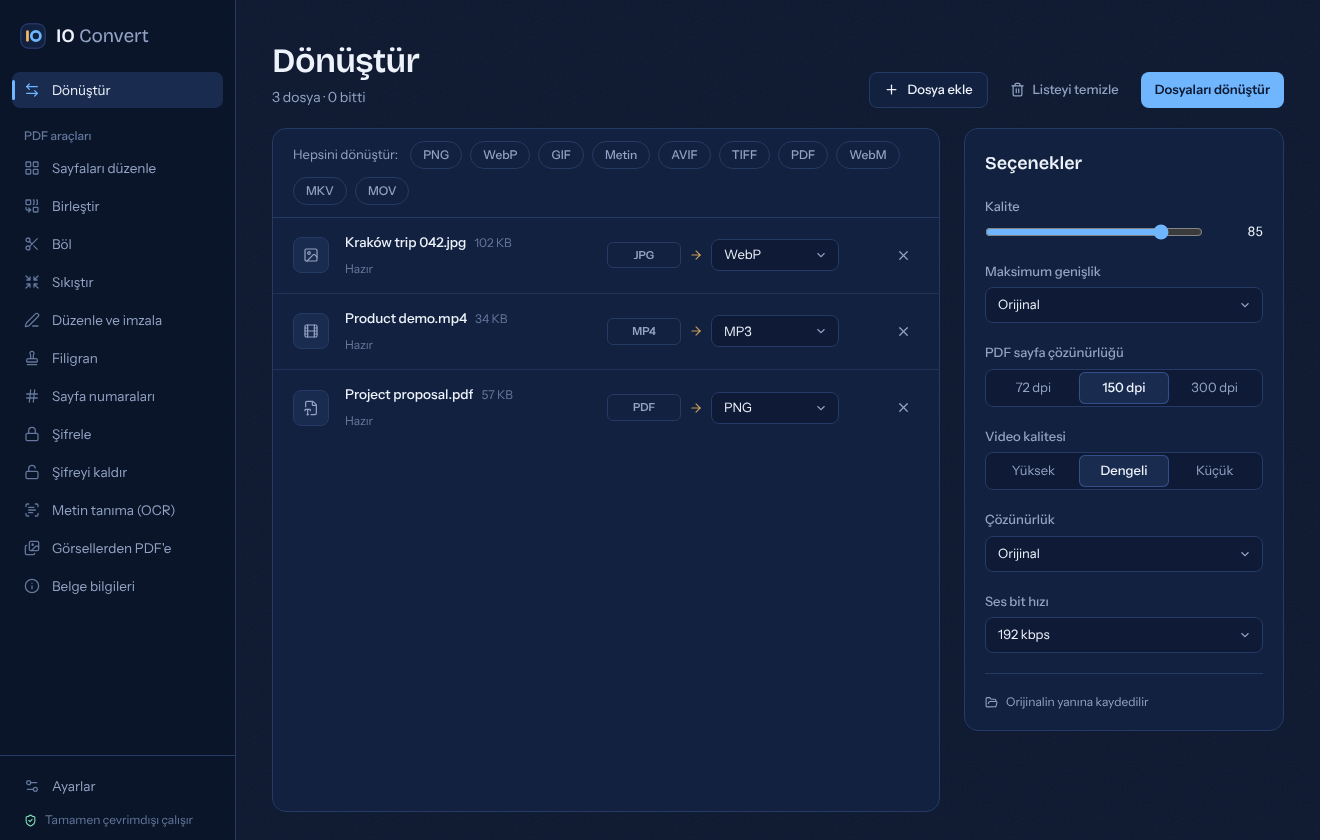 IO Convert
Dönüştür
PDF araçları
Sayfaları düzenle
Birleştir
Böl
Sıkıştır
Düzenle ve imzala
Filigran
Sayfa numaraları
Şifrele
Şifreyi kaldır
Metin tanıma (OCR)
Görsellerden PDF'e
Belge bilgileri
Ayarlar
Tamamen çevrimdışı çalışır
Dönüştür
3 dosya · 0 bitti
Dosya ekle
Listeyi temizle
Dosyaları dönüştür
Hepsini dönüştür: PNG WebP GIF Metin AVIF TIFF PDF WebM
MKV MOV
Kraków trip 042.jpg 102 KB
Hazır
JPG → WebP
Product demo.mp4 34 KB
Hazır
MP4 → MP3
Project proposal.pdf 57 KB
Hazır
PDF → PNG
Seçenekler
Kalite
85
Maksimum genişlik
Orijinal
PDF sayfa çözünürlüğü
72 dpi 150 dpi 300 dpi
Video kalitesi
Yüksek Dengeli Küçük
Çözünürlük
Orijinal
Ses bit hızı
192 kbps
Orijinalin yanına kaydedilir